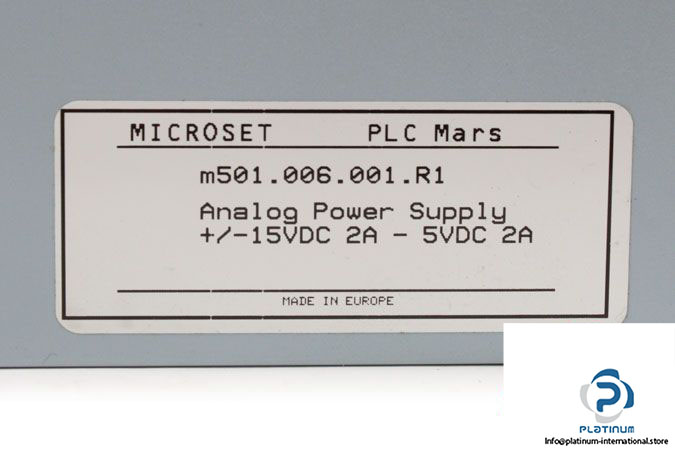 MICROSET PLC Mars
m501.006.001.R1
Analog Power Supply
+/-15VDC 2A - 5VDC 2A
MADE IN EUROPE
PLATINUM
Info@platinum-international.store